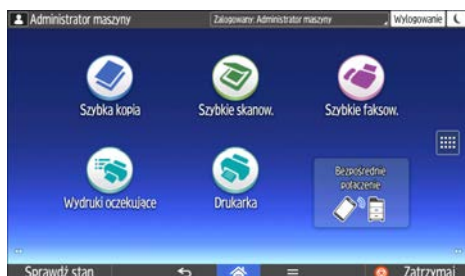 Administrator maszyny
Zalogowany: Administrator maszyny
Wylogowanie
Szybka kopia
Szybkie skanow.
Szybkie faksow.
Wydruki oczekujące
Drukarka
Bezpośrednie
połączenie
Sprawdź stan
Zatrzymaj